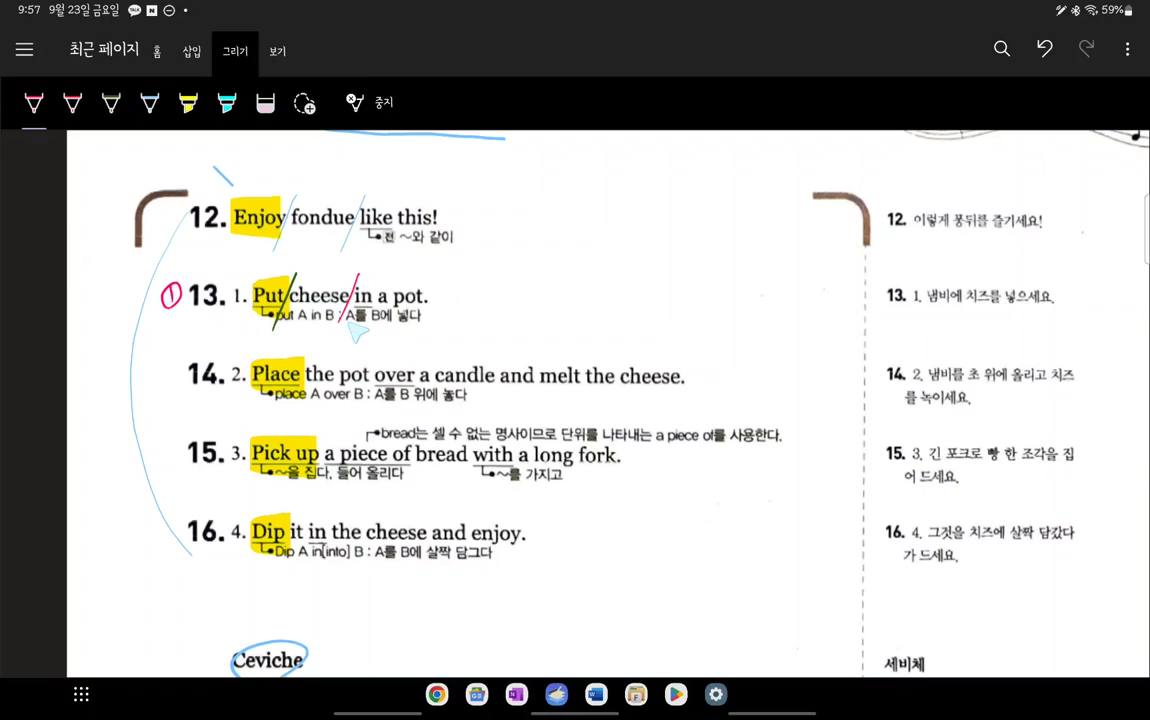 9:57 9월 23일 금요일
59%
최근 페이지 홈 삽입 그리기 보기
중지
12. Enjoy fondue like this!
전 ~와 같이
12. 이렇게 퐁뒤를 즐기세요!
① 13. 1. Put cheese in a pot.
put A in B : A를 B에 넣다
13. 1. 냄비에 치즈를 넣으세요.
14. 2. Place the pot over a candle and melt the cheese.
place A over B : A를 B 위에 놓다
14. 2. 냄비를 초 위에 올리고 치즈
를 녹이세요.
bread는 셀 수 없는 명사이므로 단위를 나타내는 a piece of를 사용한다.
15. 3. Pick up a piece of bread with a long fork.
~을 집다, 들어 올리다 ~를 가지고
15. 3. 긴 포크로 빵 한 조각을 집
어 드세요.
16. 4. Dip it in the cheese and enjoy.
Dip A in[into] B : A를 B에 살짝 담그다
16. 4. 그것을 치즈에 살짝 담갔다
가 드세요.
Ceviche
세비체